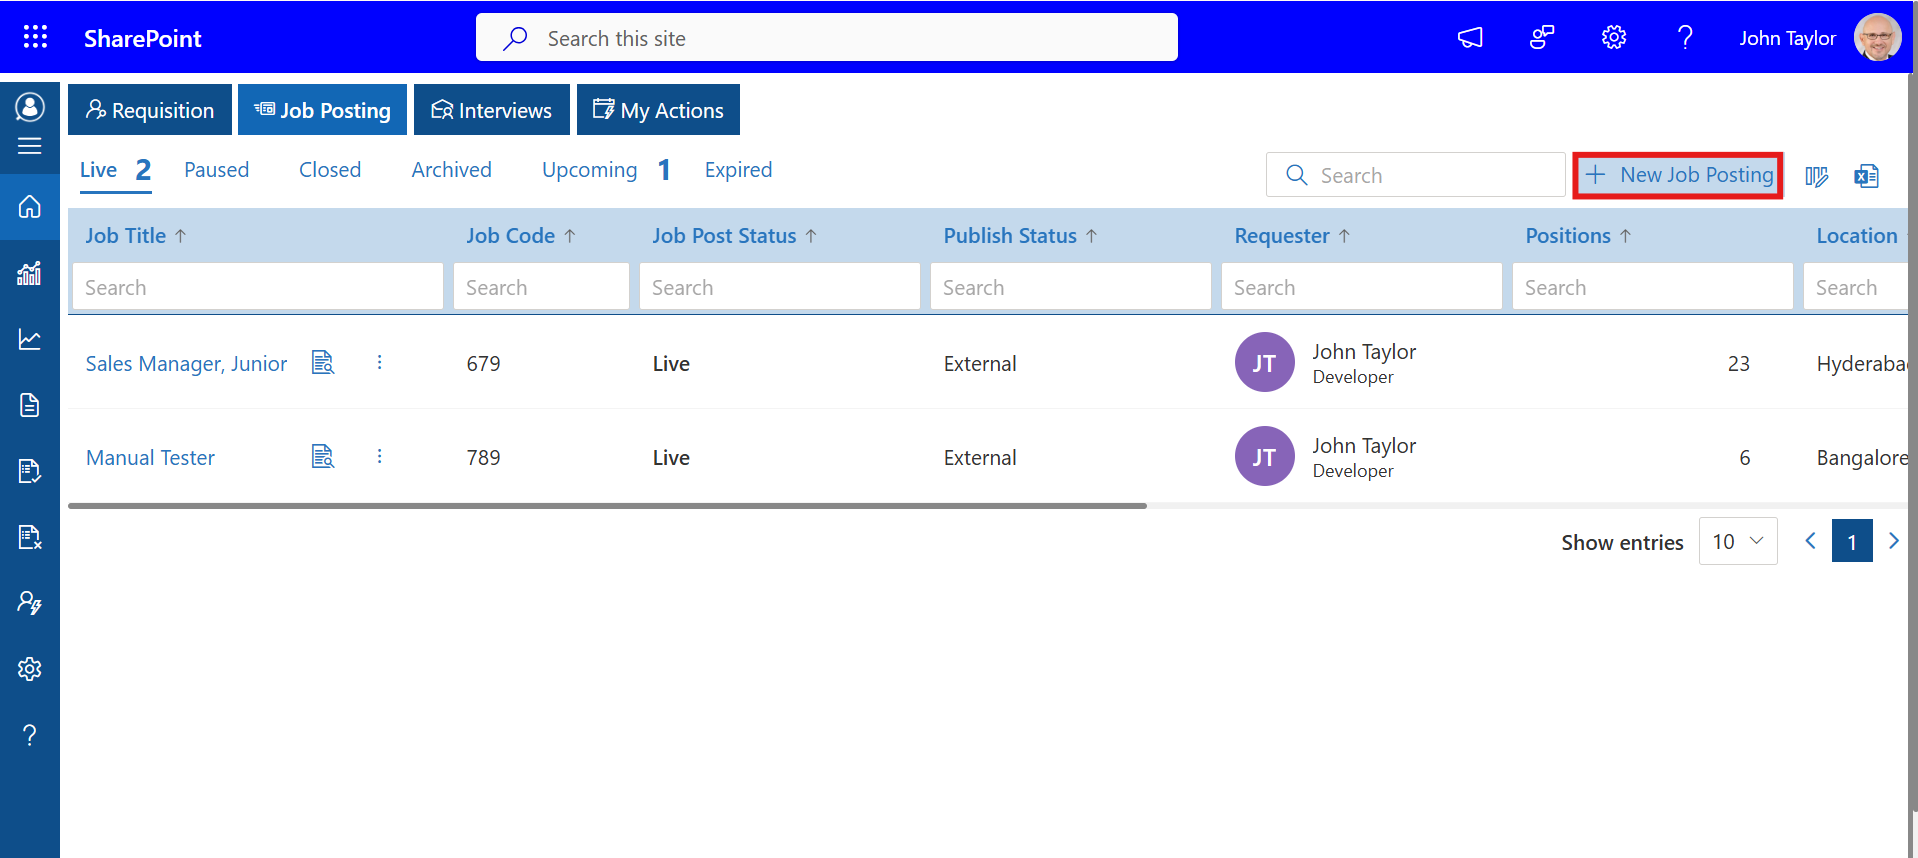 SharePoint
Search this site
John Taylor
Requisition
Job Posting
Interviews
My Actions
Live 2
Paused
Closed
Archived
Upcoming 1
Expired
Search
New Job Posting
Job Title Job Code Job Post Status Publish Status Requester Positions Location
Search Search Search Search Search Search Search
Sales Manager, Junior 679 Live External JT John Taylor 23
Developer
Manual Tester 789 Live External JT John Taylor 6 Bangalore
Developer
Show entries 10 1